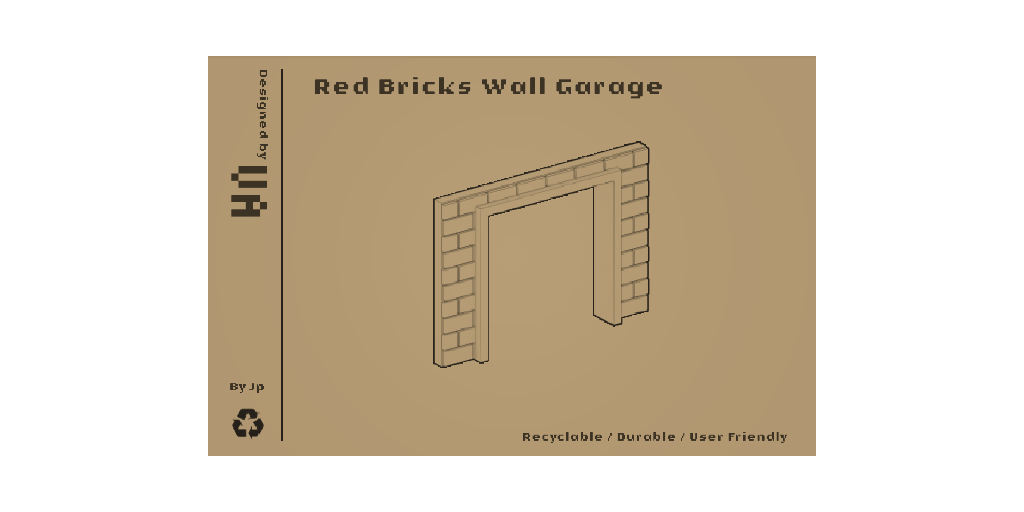 Red Bricks Wall Garage
Designed by
By Jp
Recyclable / Durable / User Friendly